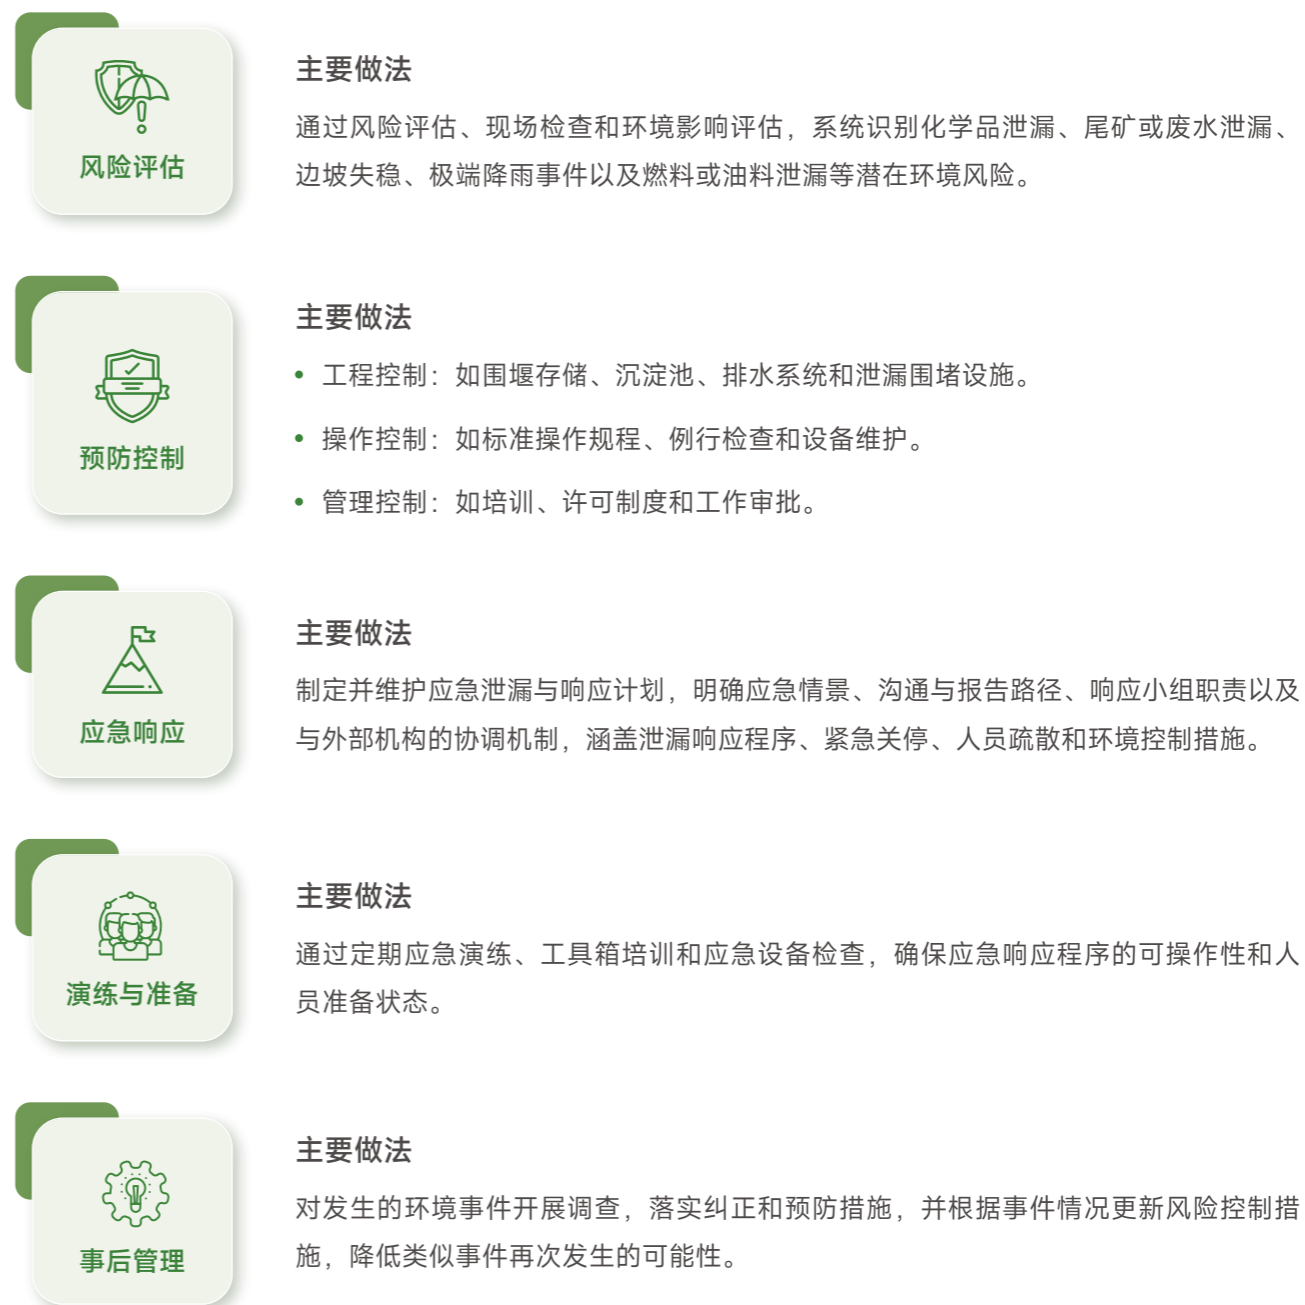 风险评估
主要做法
通过风险评估、现场检查和环境影响评估，系统识别化学品泄漏、尾矿或废水泄漏、
边坡失稳、极端降雨事件以及燃料或油料泄漏等潜在环境风险。
预防控制
主要做法
• 工程控制：如围堰存储、沉淀池、排水系统和泄漏围堵设施。
• 操作控制：如标准操作规程、例行检查和设备维护。
• 管理控制：如培训、许可制度和工作审批。
应急响应
主要做法
制定并维护应急泄漏与响应计划，明确应急情景、沟通与报告路径、响应小组职责以及
与外部机构的协调机制，涵盖泄漏响应程序、紧急关停、人员疏散和环境控制措施。
演练与准备
主要做法
通过定期应急演练、工具箱培训和应急设备检查，确保应急响应程序的可操作性和人
员准备状态。
事后管理
主要做法
对发生的环境事件开展调查，落实纠正和预防措施，并根据事件情况更新风险控制措
施，降低类似事件再次发生的可能性。